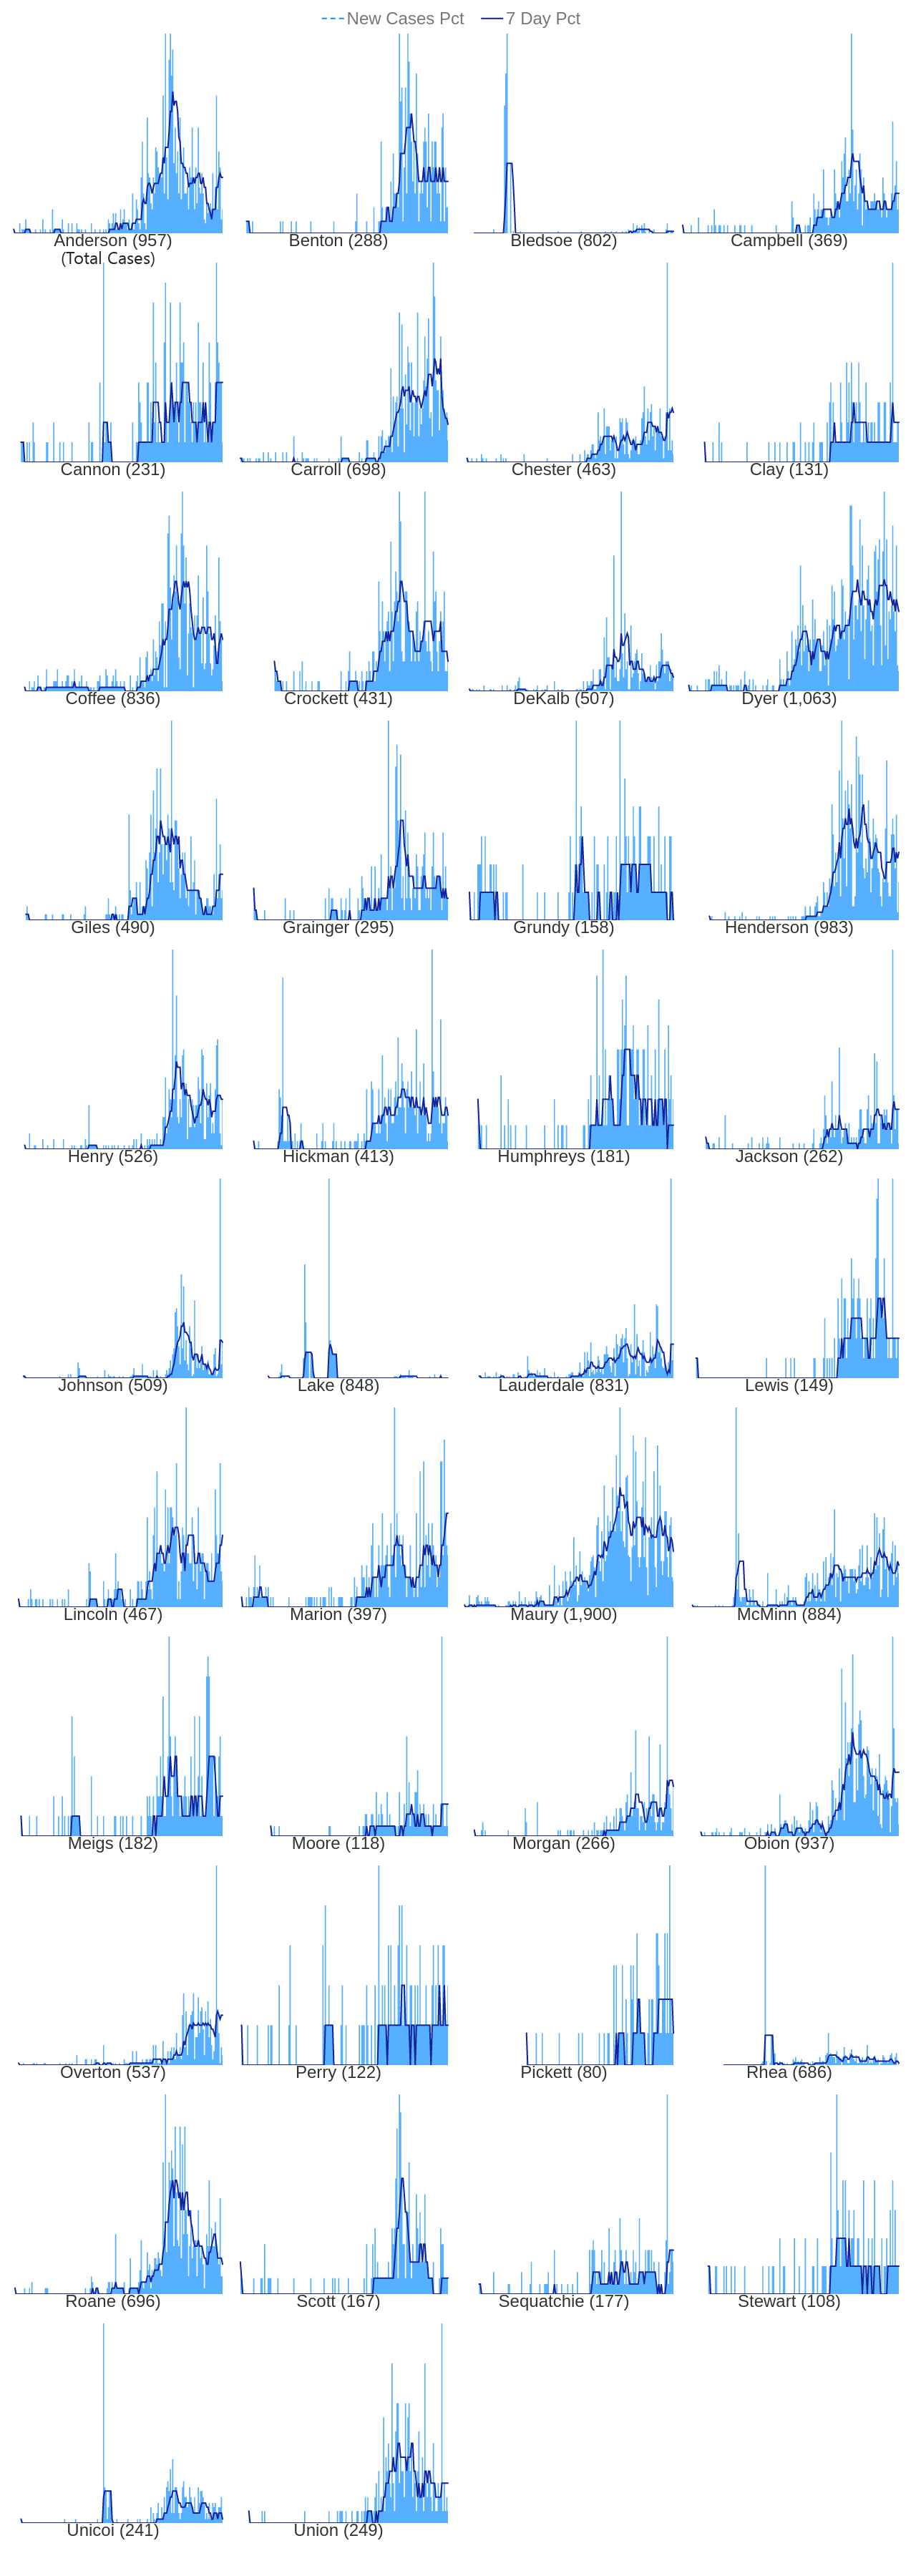 New Cases Pct 7 Day Pct
Anderson (957) Benton (288) Bledsoe (802) Campbell (369)
(Total Cases)
Cannon (231) Carroll (698) Chester (463) Clay (131)
Coffee (836) Crockett (431) DeKalb (507) Dyer (1,063)
Giles (490) Grainger (295) Grundy (158) Henderson (983)
Henry (526) Hickman (413) Humphreys (181) Jackson (262)
Johnson (509) Lake (848) Lauderdale (831) Lewis (149)
Lincoln (467) Marion (397) Maury (1,900) McMinn (884)
Meigs (182) Moore (118) Morgan (266) Obion (937)
Overton (537) Perry (122) Pickett (80) Rhea (686)
Roane (696) Scott (167) Sequatchie (177) Stewart (108)
Unicoi (241) Union (249)